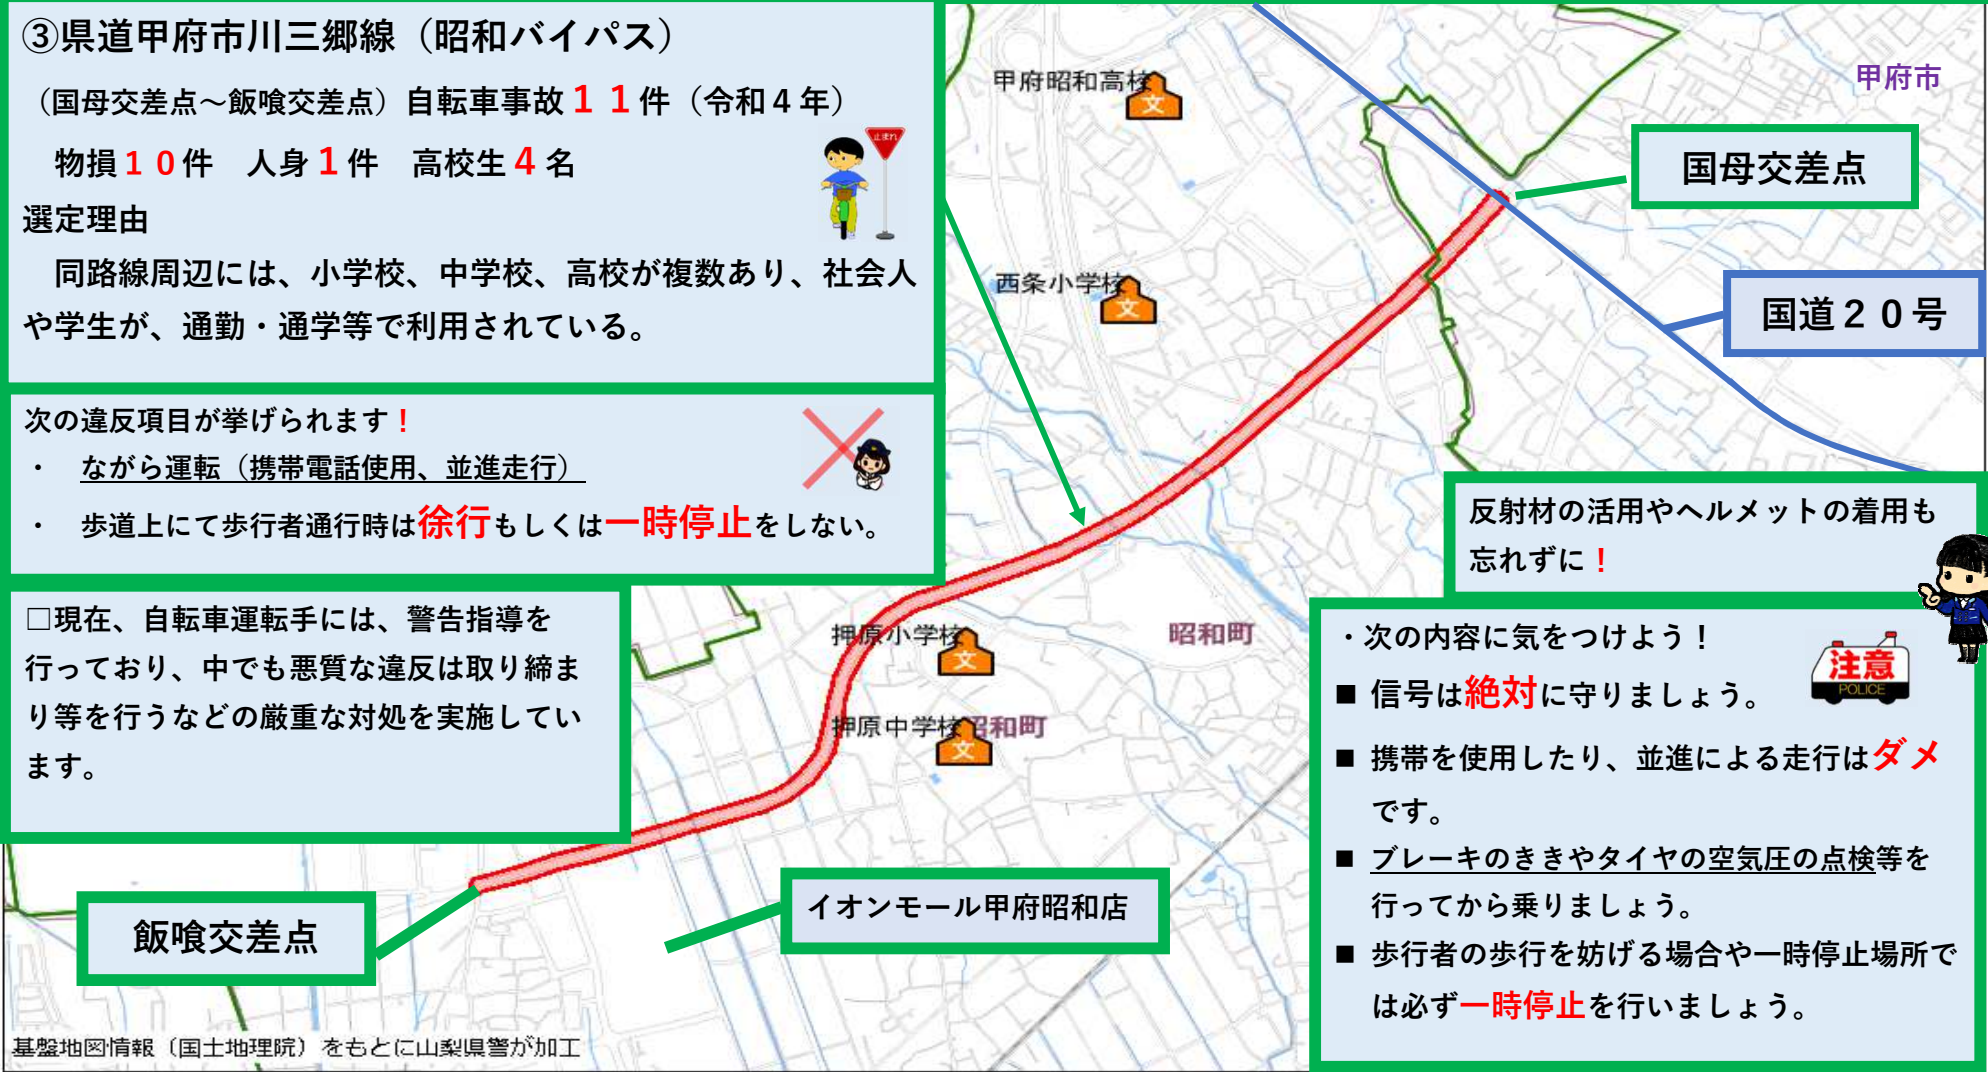 ③県道甲府市川三郷線（昭和バイパス）
（国母交差点～飯喰交差点）自転車事故１１件（令和４年）
物損１０件　人身１件　高校生４名
選定理由
同路線周辺には、小学校、中学校、高校が複数あり、社会人
や学生が、通勤・通学等で利用されている。
止まれ
次の違反項目が挙げられます！
・　ながら運転（携帯電話使用、並進走行）
・　歩道上にて歩行者通行時は徐行もしくは一時停止をしない。
□現在、自転車運転手には、警告指導を
行っており、中でも悪質な違反は取り締ま
り等を行うなどの厳重な対処を実施してい
ます。
甲府昭和高校
文
甲府市
国母交差点
西条小学校
文
国道２０号
反射材の活用やヘルメットの着用も
忘れずに！
押原小学校
文
昭和町
押原中学校
文
昭和町
・次の内容に気をつけよう！
注意
POLICE
■ 信号は絶対に守りましょう。
■ 携帯を使用したり、並進による走行はダメ
です。
■ ブレーキのききやタイヤの空気圧の点検等を
行ってから乗りましょう。
■ 歩行者の歩行を妨げる場合や一時停止場所で
は必ず一時停止を行いましょう。
イオンモール甲府昭和店
飯喰交差点
基盤地図情報（国土地理院）をもとに山梨県警が加工